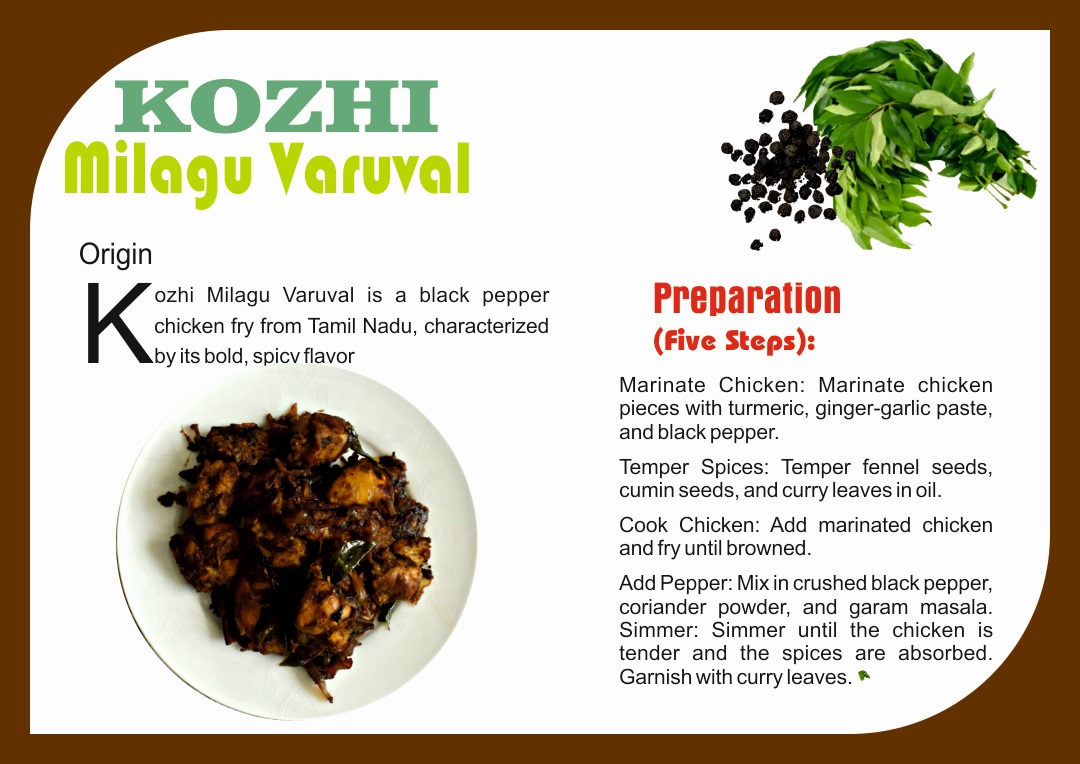 KOZHI
Milagu Varuval
Origin
Kozhi Milagu Varuval is a black pepper
chicken fry from Tamil Nadu, characterized
by its bold, spicy flavor
Preparation
(Five Steps):
Marinate Chicken: Marinate chicken
pieces with turmeric, ginger-garlic paste,
and black pepper.
Temper Spices: Temper fennel seeds,
cumin seeds, and curry leaves in oil.
Cook Chicken: Add marinated chicken
and fry until browned.
Add Pepper: Mix in crushed black pepper,
coriander powder, and garam masala.
Simmer: Simmer until the chicken is
tender and the spices are absorbed.
Garnish with curry leaves.